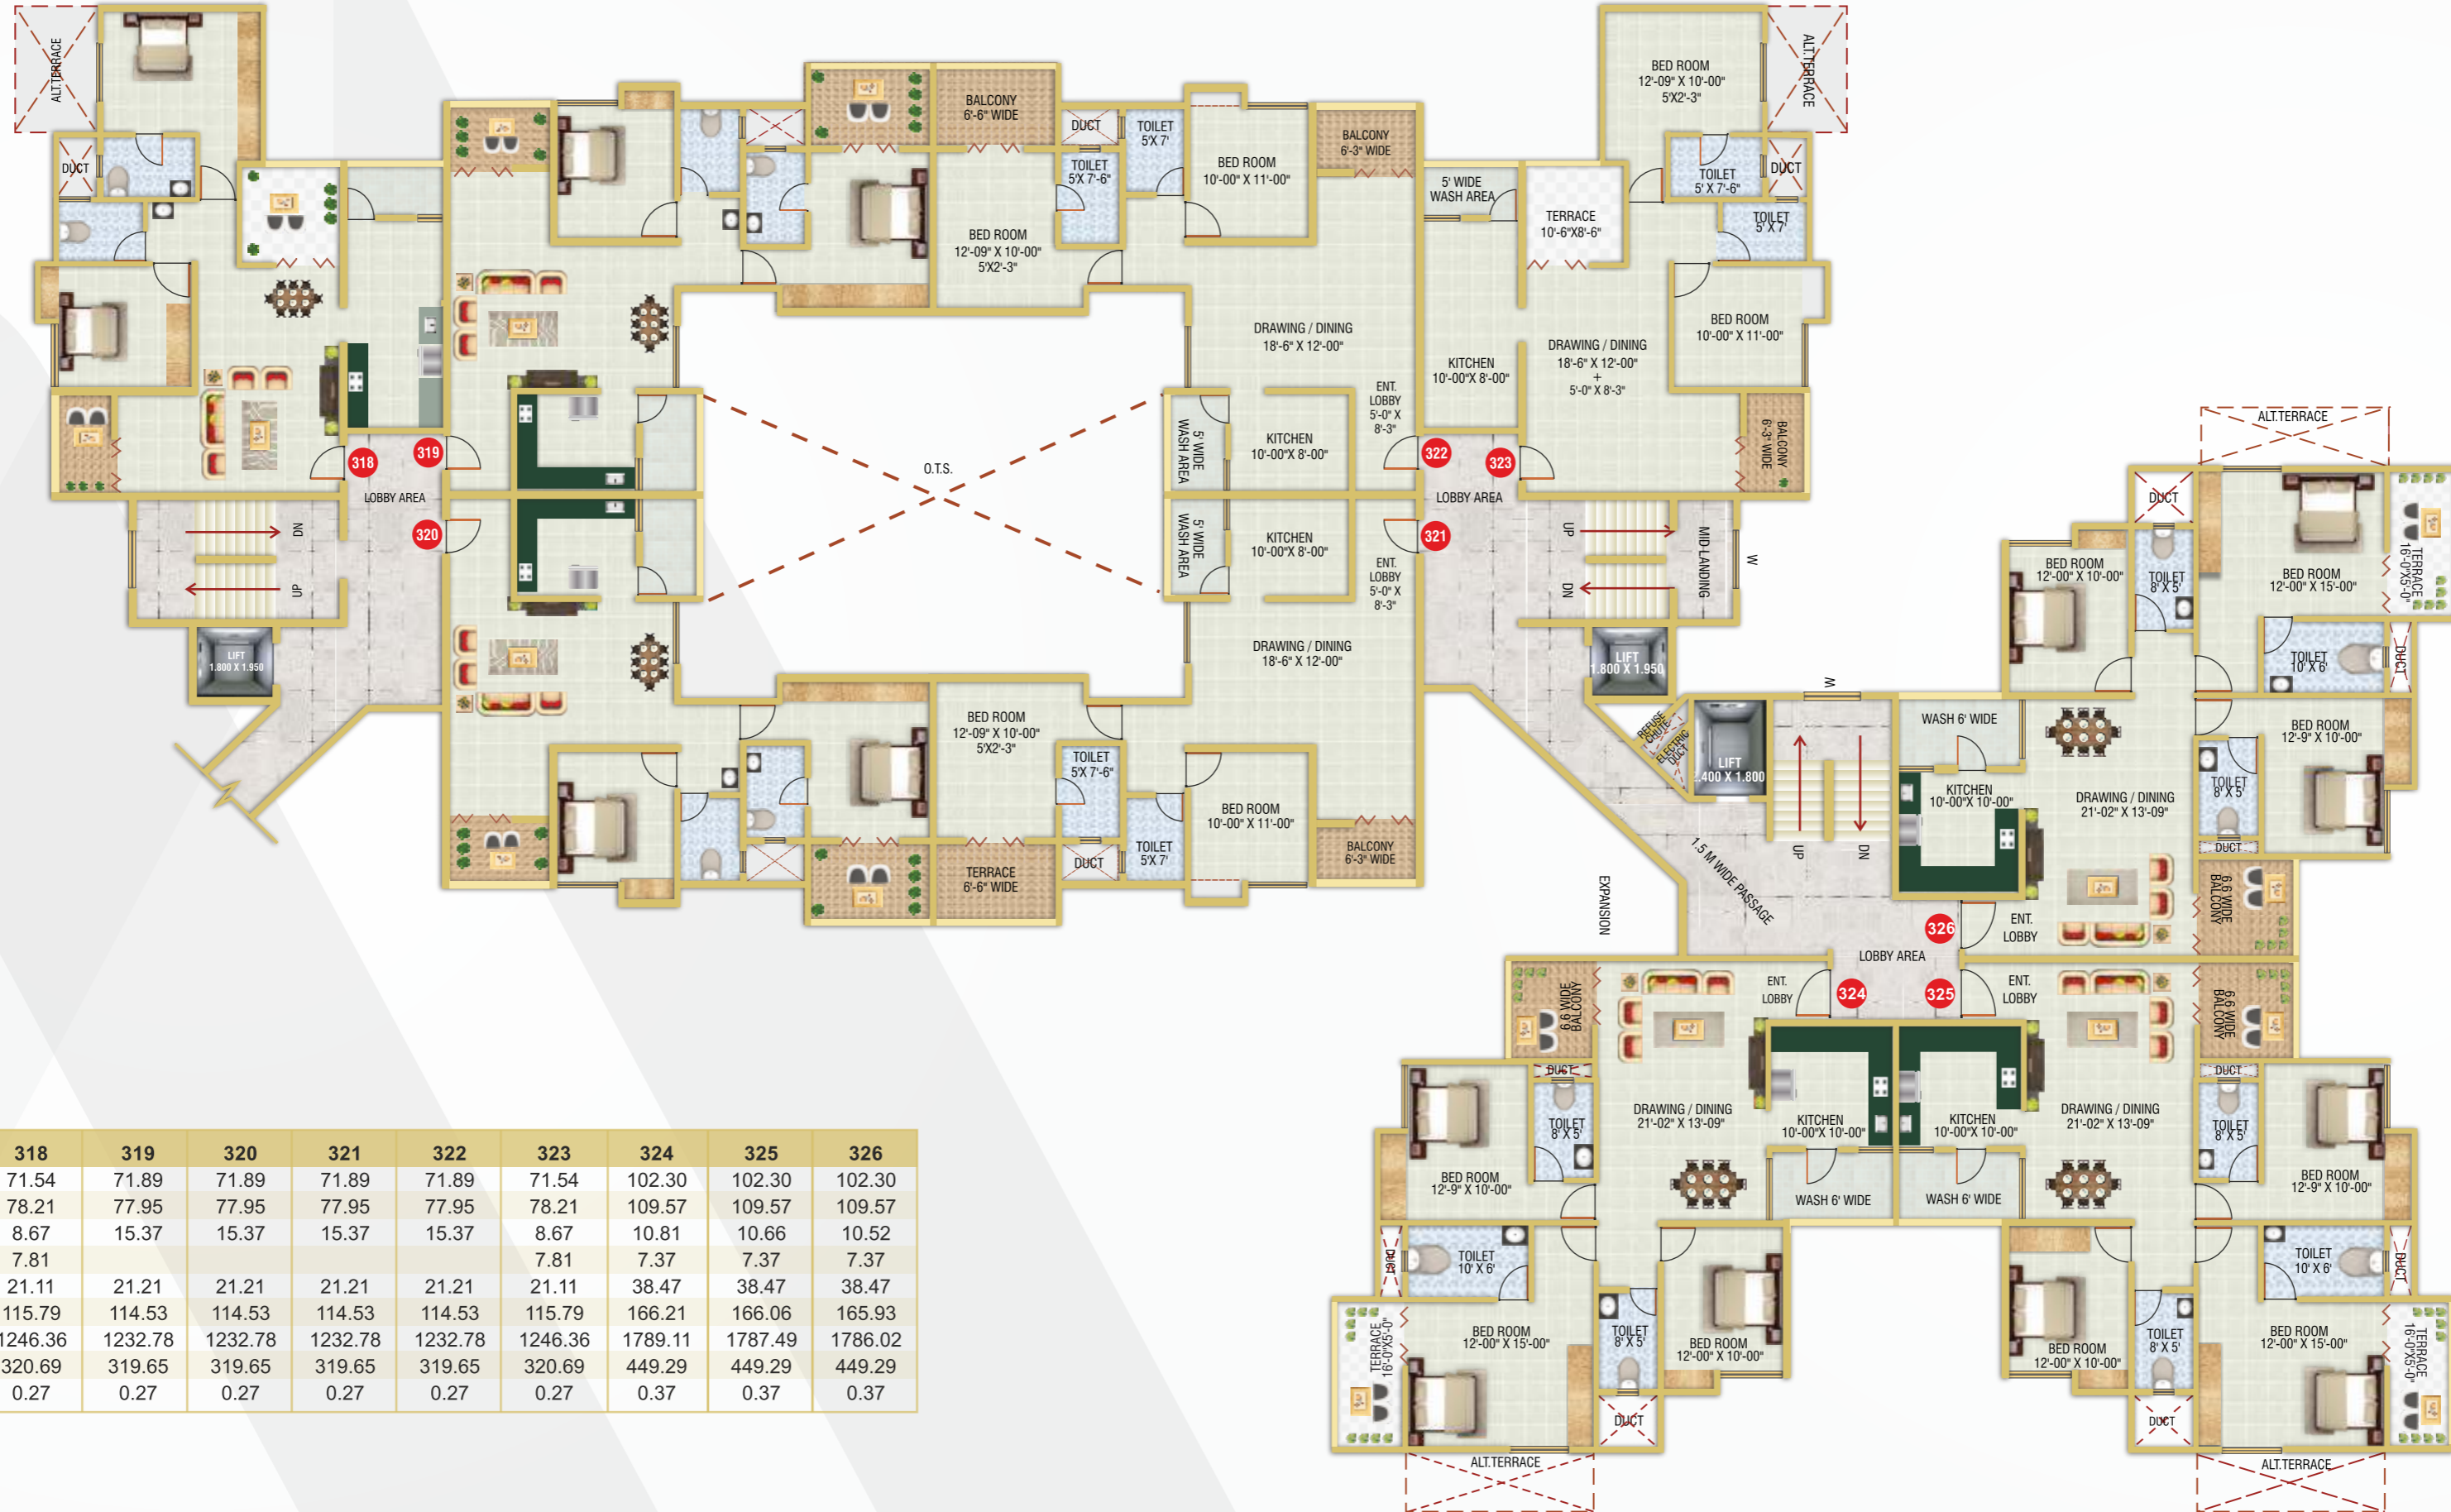 ALT.TERRACE
DUCT
318
319
LOBBY AREA
320
DN
UP
LIFT
1.800 X 1.950
BALCONY
6'-6" WIDE
DUCT
TOILET
5'X 7'
TOILET
5'X 7'-6"
BED ROOM
10'-00" X 11'-00"
BALCONY
6'-3" WIDE
BED ROOM
12'-09" X 10'-00"
5'X2'-3"
DRAWING / DINING
18'-6" X 12'-00"
ENT.
LOBBY
5'-0" X
8'-3"
5' WIDE
WASH AREA
KITCHEN
10'-00"X 8'-00"
O.T.S.
322
323
LOBBY AREA
321
5' WIDE
WASH AREA
KITCHEN
10'-00"X 8'-00"
ENT.
LOBBY
5'-0" X
8'-3"
DRAWING / DINING
18'-6" X 12'-00"
BED ROOM
12'-09" X 10'-00"
5'X2'-3"
TOILET
5'X 7'-6"
BED ROOM
10'-00" X 11'-00"
TOILET
5'X 7'
DUCT
TERRACE
6'-6" WIDE
BALCONY
6'-3" WIDE
BED ROOM
12'-09" X 10'-00"
5'X2'-3"
ALT.TERRACE
TOILET
5' X 7'-6"
DUCT
TOILET
5'X 7'
5' WIDE
WASH AREA
TERRACE
10'-6"X8'-6"
BED ROOM
10'-00" X 11'-00"
KITCHEN
10'-00"X 8'-00"
DRAWING / DINING
18'-6" X 12'-00"
+
5'-0" X 8'-3"
BALCONY
6'-3" WIDE
UP
DN
MID-LANDING
W
LIFT
1.800 X 1.950
REFUSE
CHUTE
ELECTRIC
DUCT
LIFT
2.400 X 1.800
W
UP
DN
1.5 M WIDE PASSAGE
EXPANSION
ALT.TERRACE
DUCT
BED ROOM
12'-00" X 10'-00"
TOILET
8'X 5'
BED ROOM
12'-00" X 15'-00"
TERRACE
16'-0"X5'-0"
TOILET
10' X 6'
DUCT
WASH 6' WIDE
BED ROOM
12'-9" X 10'-00"
TOILET
8'X 5'
DUCT
KITCHEN
10'-00"X 10'-00"
DRAWING / DINING
21'-02" X 13'-09"
6.6 WIDE
BALCONY
326
ENT.
LOBBY
LOBBY AREA
324
325
ENT.
LOBBY
ENT.
LOBBY
6.6 WIDE
BALCONY
6.6 WIDE
BALCONY
DUCT
TOILET
8'X 5'
DRAWING / DINING
21'-02" X 13'-09"
KITCHEN
10'-00"X 10'-00"
KITCHEN
10'-00"X 10'-00"
DRAWING / DINING
21'-02" X 13'-09"
DUCT
TOILET
8'X 5'
BED ROOM
12'-9" X 10'-00"
WASH 6' WIDE
WASH 6' WIDE
BED ROOM
12'-9" X 10'-00"
DUCT
TOILET
10' X 6'
TOILET
10' X 6'
DUCT
TERRACE
16'-0"X5'-0"
BED ROOM
12'-00" X 15'-00"
TOILET
8'X 5'
BED ROOM
12'-00" X 10'-00"
BED ROOM
12'-00" X 10'-00"
TOILET
8'X 5'
BED ROOM
12'-00" X 15'-00"
TERRACE
16'-0"X5'-0"
DUCT
DUCT
ALT.TERRACE
ALT.TERRACE
318 319 320 321 322 323 324 325 326
71.54 71.89 71.89 71.89 71.89 71.54 102.30 102.30 102.30
78.21 77.95 77.95 77.95 77.95 78.21 109.57 109.57 109.57
8.67 15.37 15.37 15.37 15.37 8.67 10.81 10.66 10.52
7.81 7.81 7.37 7.37 7.37
21.11 21.21 21.21 21.21 21.21 21.11 38.47 38.47 38.47
115.79 114.53 114.53 114.53 114.53 115.79 166.21 166.06 165.93
1246.36 1232.78 1232.78 1232.78 1232.78 1246.36 1789.11 1787.49 1786.02
320.69 319.65 319.65 319.65 319.65 320.69 449.29 449.29 449.29
0.27 0.27 0.27 0.27 0.27 0.27 0.37 0.37 0.37